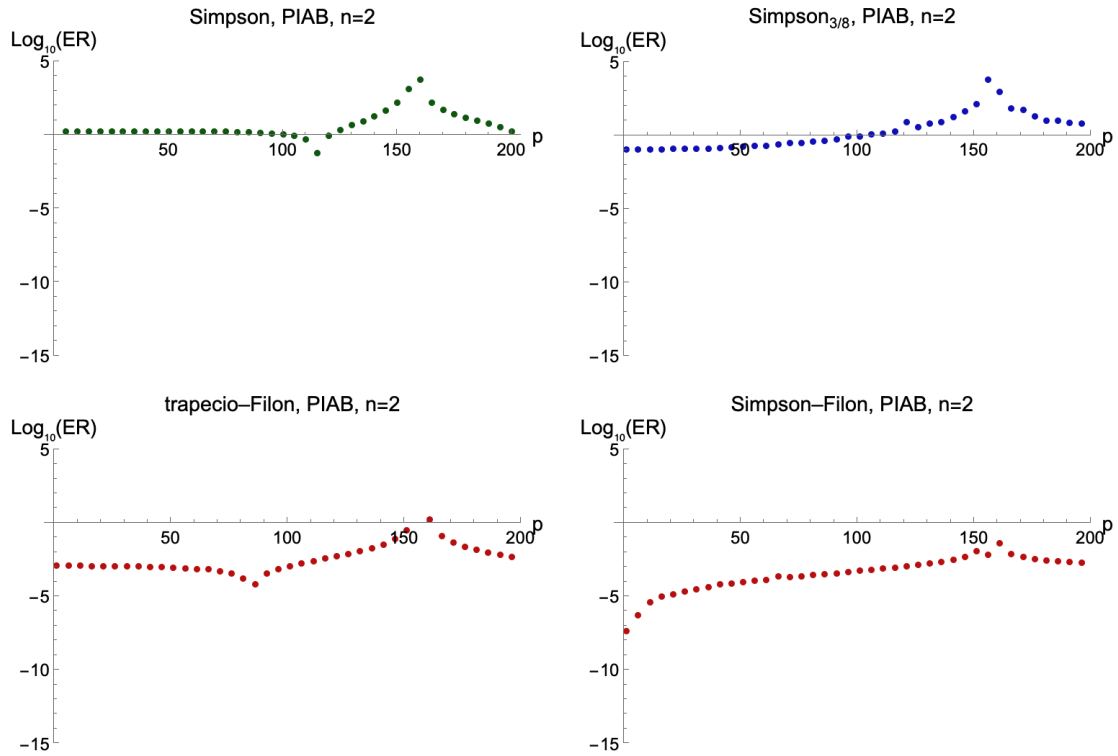 Simpson, PIAB, n=2
Log₁₀(ER)
5
50
100
150
200
p
−5
−10
−15
Simpson₃/₈, PIAB, n=2
Log₁₀(ER)
5
50
100
150
200
p
−5
−10
−15
trapecio–Filon, PIAB, n=2
Log₁₀(ER)
5
50
100
150
200
p
−5
−10
−15
Simpson–Filon, PIAB, n=2
Log₁₀(ER)
5
50
100
150
200
p
−5
−10
−15